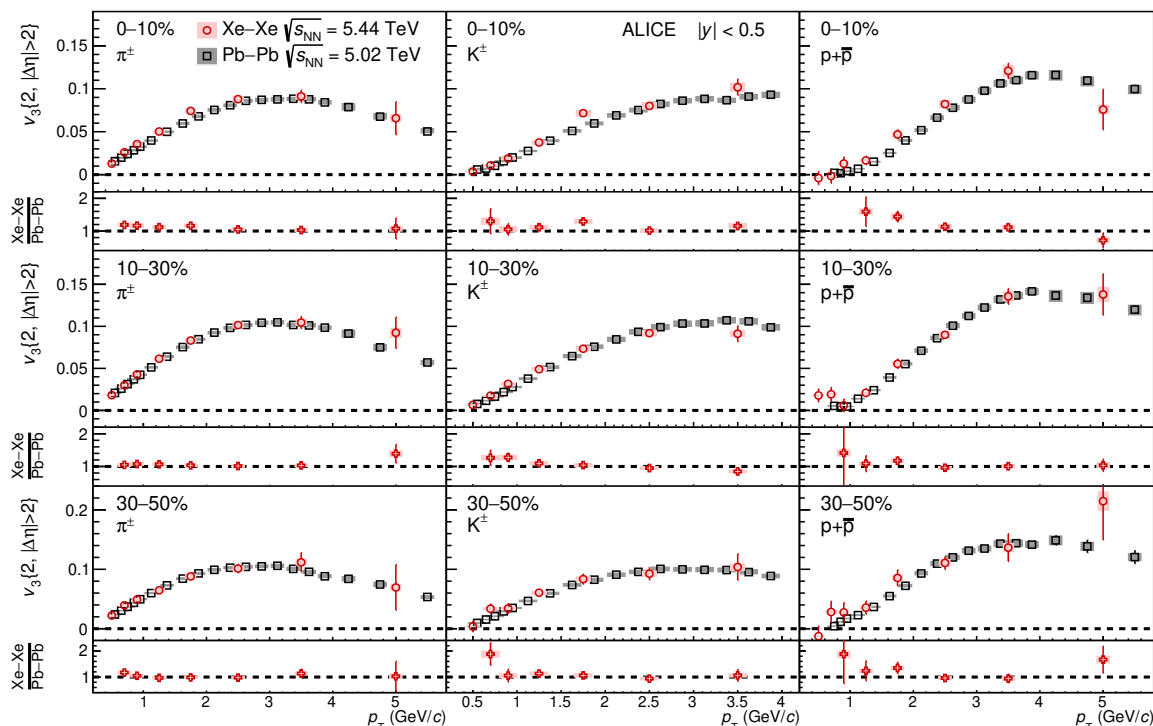 0–10% Xe–Xe √sNN = 5.44 TeV
π± Pb–Pb √sNN = 5.02 TeV
0–10% ALICE |y| < 0.5
K±
0–10%
p+p̅
v3{2, |Δη|>2}
0.15
0.1
0.05
0
Xe–Xe
Pb–Pb
2
1
10–30%
π±
10–30%
K±
10–30%
p+p̅
v3{2, |Δη|>2}
0.15
0.1
0.05
0
Xe–Xe
Pb–Pb
2
1
30–50%
π±
30–50%
K±
30–50%
p+p̅
v3{2, |Δη|>2}
0.2
0.1
0
Xe–Xe
Pb–Pb
2
1
1 2 3 4 5
0.5 1 1.5 2 2.5 3 3.5 4
1 2 3 4 5
pT (GeV/c)
pT (GeV/c)
pT (GeV/c)